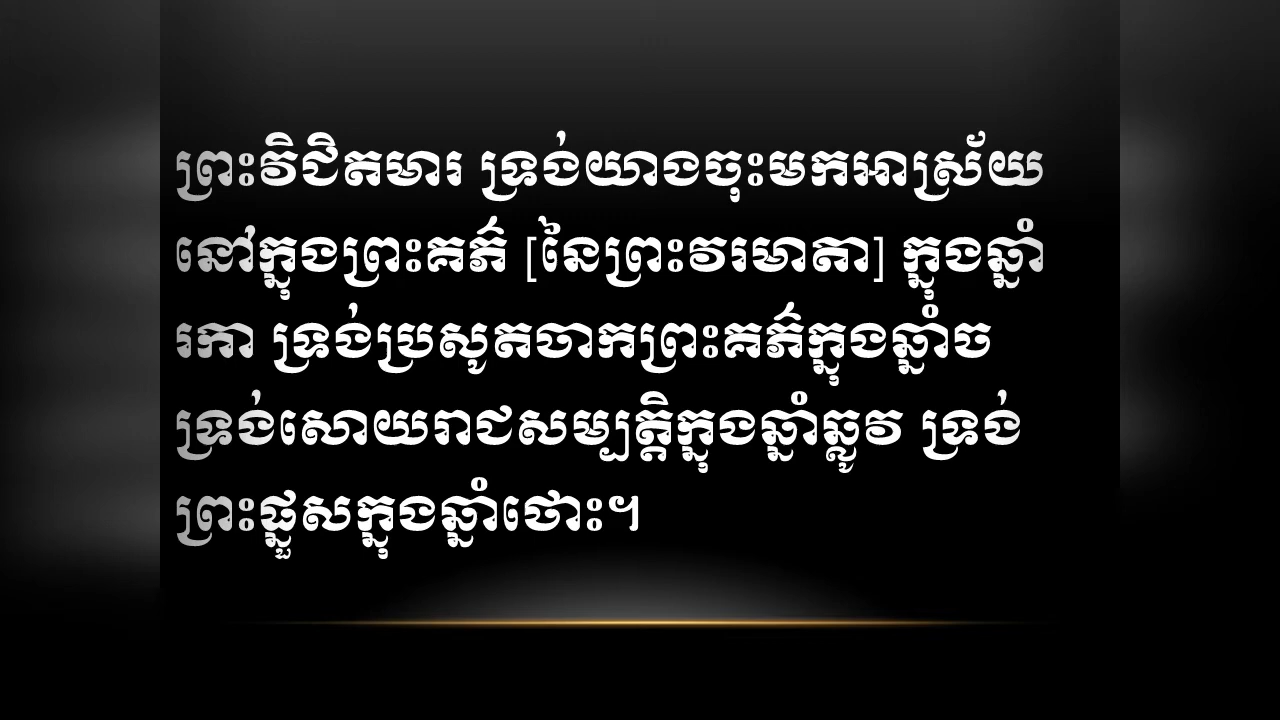 ព្រះវិជិតមារ ទ្រង់យាងចុះមកអាស្រ័យ
នៅក្នុងព្រះគភ៌ [នៃព្រះវរមាតា] ក្នុងឆ្នាំ
រកា ទ្រង់ប្រសូតចាកព្រះគភ៌ក្នុងឆ្នាំច
ទ្រង់សោយរាជសម្បត្តិក្នុងឆ្នាំឆ្លូវ ទ្រង់
ព្រះផ្នួសក្នុងឆ្នាំថោះ។